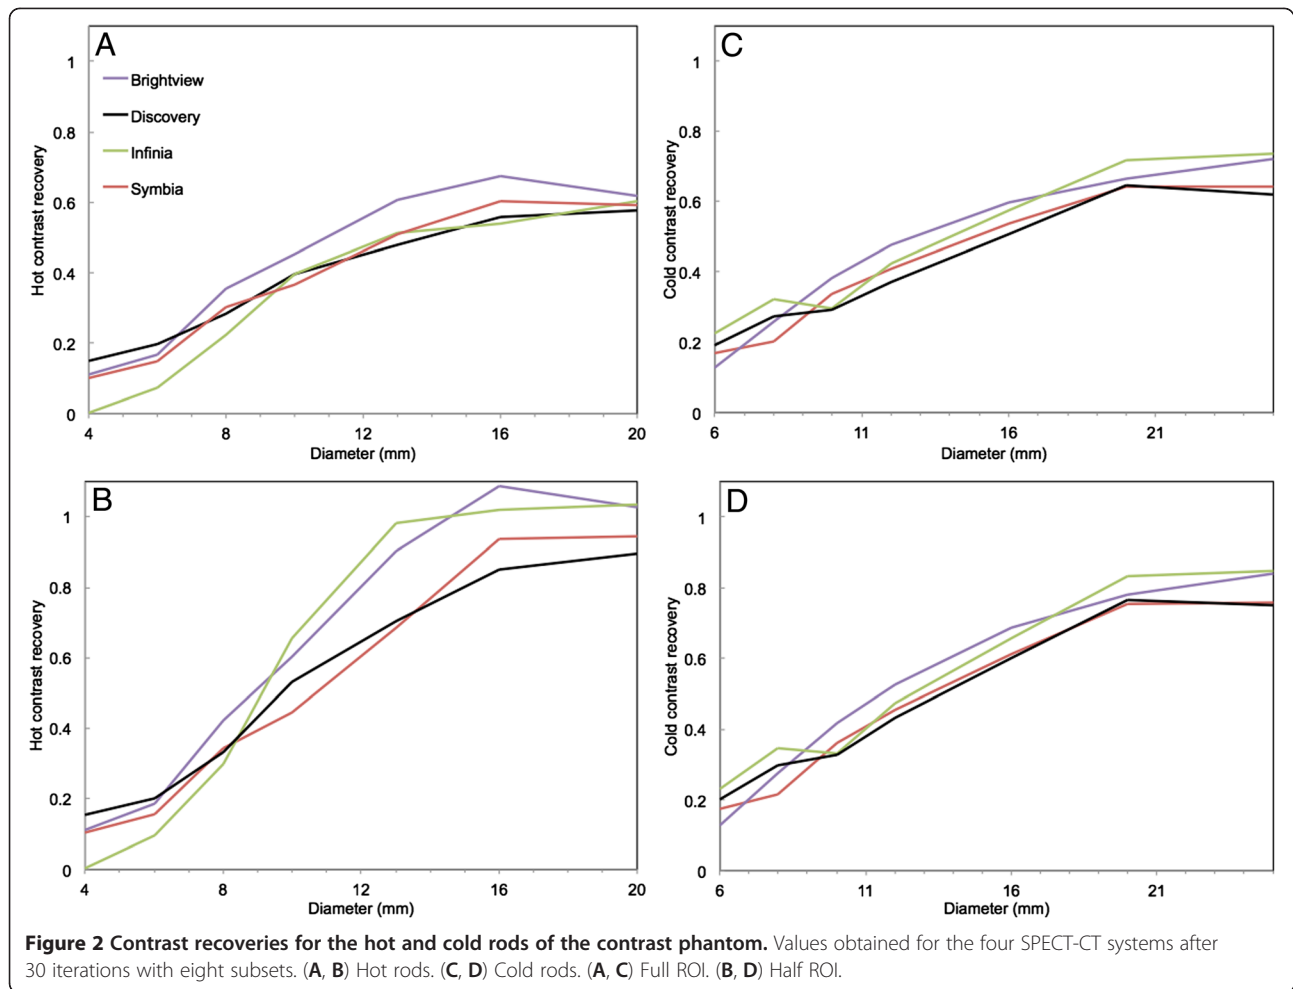 A
1
0.8
0.6
0.4
0.2
0
Hot contrast recovery
Brightview
Discovery
Infinia
Symbia
4
8
12
16
20
Diameter (mm)
C
1
0.8
0.6
0.4
0.2
0
Cold contrast recovery
6
11
16
21
Diameter (mm)
B
1
0.8
0.6
0.4
0.2
0
Hot contrast recovery
4
8
12
16
20
Diameter (mm)
D
1
0.8
0.6
0.4
0.2
0
Cold contrast recovery
6
11
16
21
Diameter (mm)
Figure 2 Contrast recoveries for the hot and cold rods of the contrast phantom. Values obtained for the four SPECT-CT systems after
30 iterations with eight subsets. (A, B) Hot rods. (C, D) Cold rods. (A, C) Full ROI. (B, D) Half ROI.